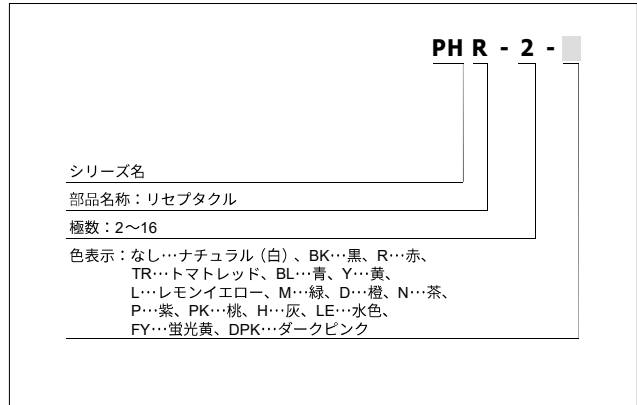 PH R - 2 -
シリーズ名
部品名称：リセプタクル
極数：2〜16
色表示：なし…ナチュラル（白）、BK…黒、R…赤、
TR…トマトレッド、BL…青、Y…黄、
L…レモンイエロー、M…緑、D…橙、N…茶、
P…紫、PK…桃、H…灰、LE…水色、
FY…蛍光黄、DPK…ダークピンク